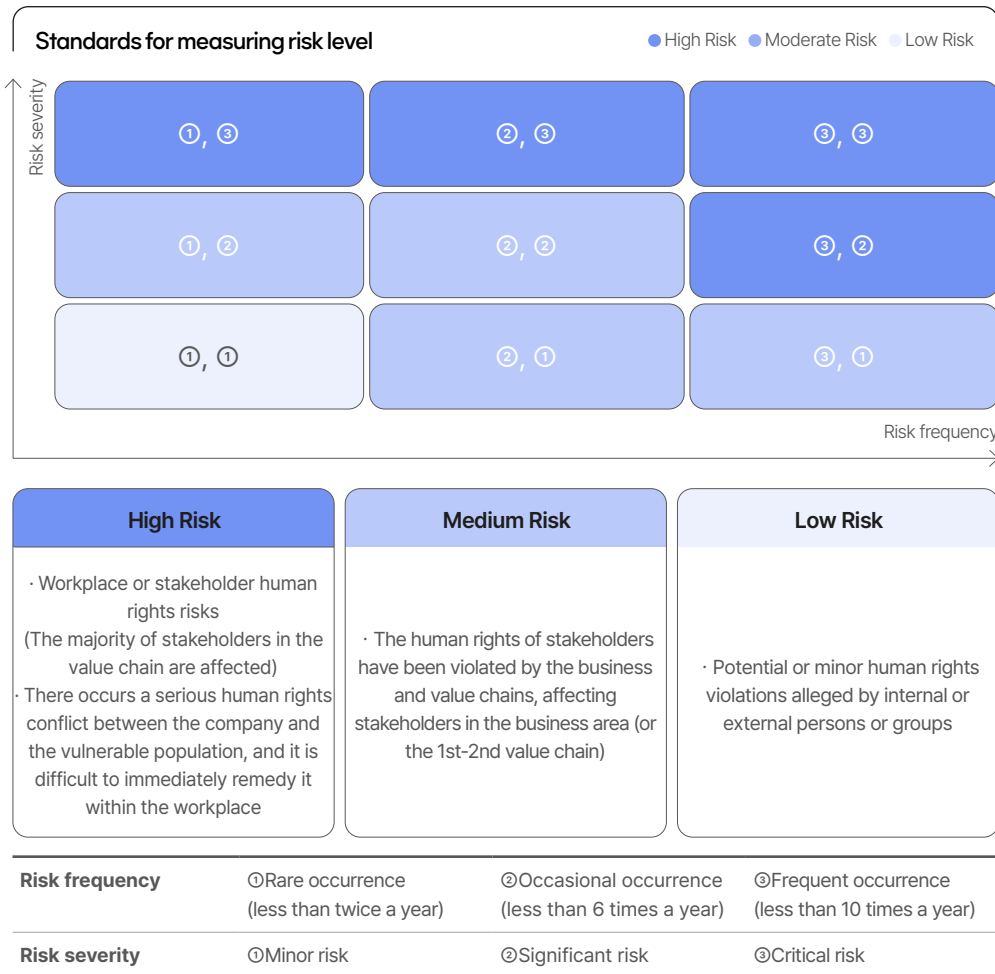 Standards for measuring risk level
High Risk Moderate Risk Low Risk
Risk severity
①, ③ ②, ③ ③, ③
①, ② ②, ② ③, ②
①, ① ②, ① ③, ①
Risk frequency
High Risk
· Workplace or stakeholder human
rights risks
(The majority of stakeholders in the
value chain are affected)
· There occurs a serious human rights
conflict between the company and
the vulnerable population, and it is
difficult to immediately remedy it
within the workplace
Medium Risk
· The human rights of stakeholders
have been violated by the business
and value chains, affecting
stakeholders in the business area (or
the 1st-2nd value chain)
Low Risk
· Potential or minor human rights
violations alleged by internal or
external persons or groups
Risk frequency ①Rare occurrence ②Occasional occurrence ③Frequent occurrence
(less than twice a year) (less than 6 times a year) (less than 10 times a year)
Risk severity ①Minor risk ②Significant risk ③Critical risk